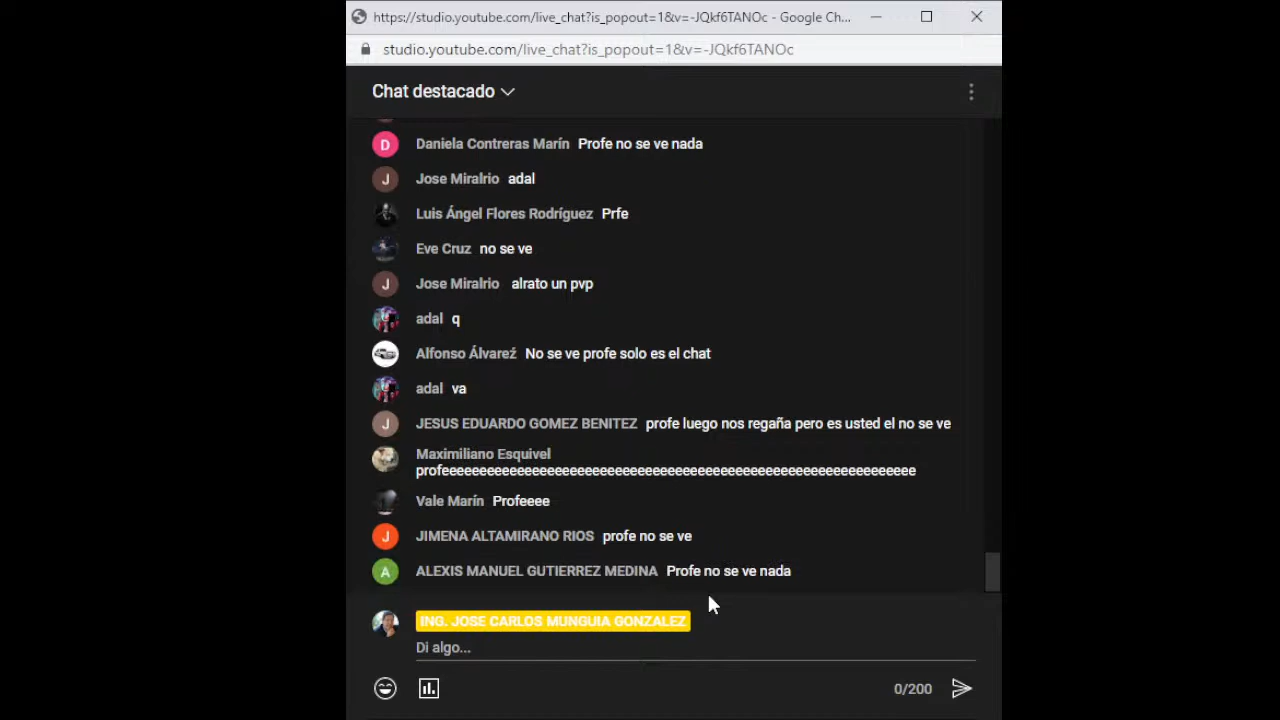 https://studio.youtube.com/live_chat?is_popout=1&v=-JQkf6TANOc - Google Ch...
studio.youtube.com/live_chat?is_popout=1&v=-JQkf6TANOc
Chat destacado
D Daniela Contreras Marín Profe no se ve nada
J Jose Miralrio adal
Luis Ángel Flores Rodríguez Prfe
Eve Cruz no se ve
J Jose Miralrio alrato un pvp
adal q
Alfonso Álvareź No se ve profe solo es el chat
adal va
J JESUS EDUARDO GOMEZ BENITEZ profe luego nos regaña pero es usted el no se ve
Maximiliano Esquivel
profeeeeeeeeeeeeeeeeeeeeeeeeeeeeeeeeeeeeeeeeeeeeeeeeeeeeeeeeeee
Vale Marín Profeeee
J JIMENA ALTAMIRANO RIOS profe no se ve
A ALEXIS MANUEL GUTIERREZ MEDINA Profe no se ve nada
ING. JOSE CARLOS MUNGUIA GONZALEZ
Di algo...
0/200